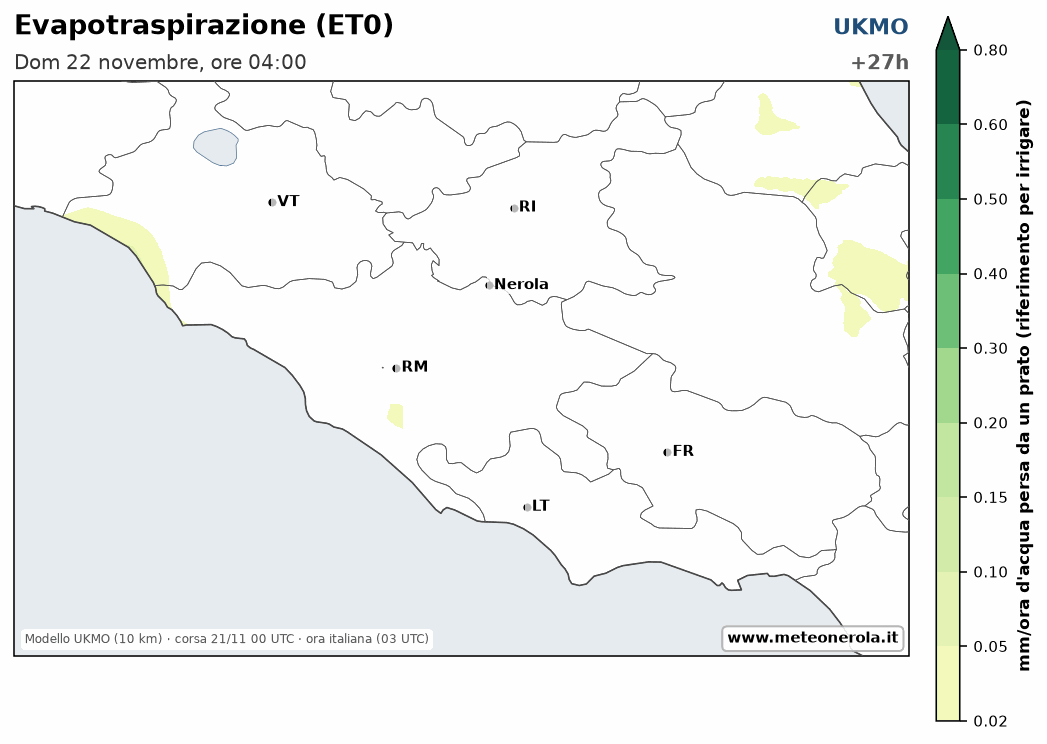 Evapotraspirazione (ET0)
UKMO
Dom 22 novembre, ore 04:00
+27h
0.80
0.60
0.50
0.40
0.30
0.20
0.15
0.10
0.05
0.02
mm/ora d'acqua persa da un prato (riferimento per irrigare)
VT
RI
Nerola
RM
FR
LT
Modello UKMO (10 km) · corsa 21/11 00 UTC · ora italiana (03 UTC)
www.meteonerola.it